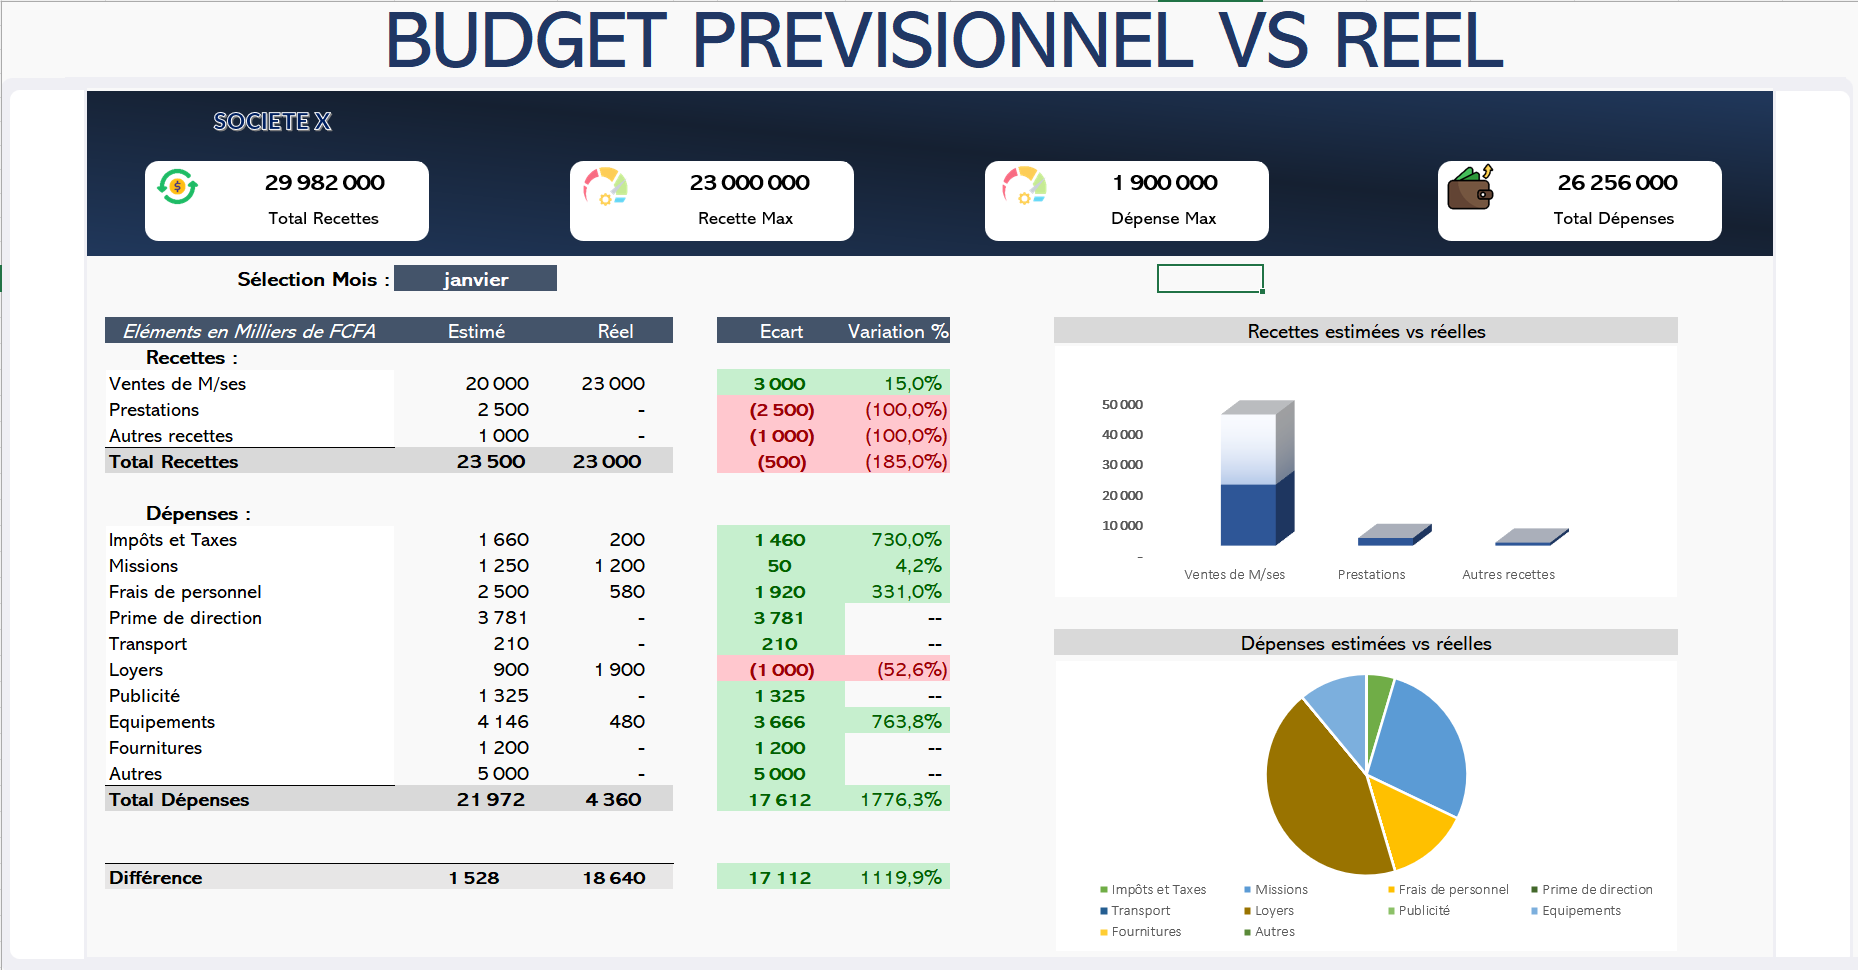 BUDGET PREVISIONNEL VS REEL
SOCIETE X
29 982 000
Total Recettes
23 000 000
Recette Max
1 900 000
Dépense Max
26 256 000
Total Dépenses
Sélection Mois : janvier
Eléments en Milliers de FCFA Estimé Réel Ecart Variation %
Recettes :
Ventes de M/ses 20 000 23 000 3 000 15,0%
Prestations 2 500 - (2 500) (100,0%)
Autres recettes 1 000 - (1 000) (100,0%)
Total Recettes 23 500 23 000 (500) (185,0%)
Dépenses :
Impôts et Taxes 1 660 200 1 460 730,0%
Missions 1 250 1 200 50 4,2%
Frais de personnel 2 500 580 1 920 331,0%
Prime de direction 3 781 - 3 781 --
Transport 210 - 210 --
Loyers 900 1 900 (1 000) (52,6%)
Publicité 1 325 - 1 325 --
Equipements 4 146 480 3 666 763,8%
Fournitures 1 200 - 1 200 --
Autres 5 000 - 5 000 --
Total Dépenses 21 972 4 360 17 612 1776,3%
Différence 1 528 18 640 17 112 1119,9%
Recettes estimées vs réelles
50 000
40 000
30 000
20 000
10 000
-
Ventes de M/ses Prestations Autres recettes
Dépenses estimées vs réelles
Impôts et Taxes Missions Frais de personnel Prime de direction
Transport Loyers Publicité Equipements
Fournitures Autres